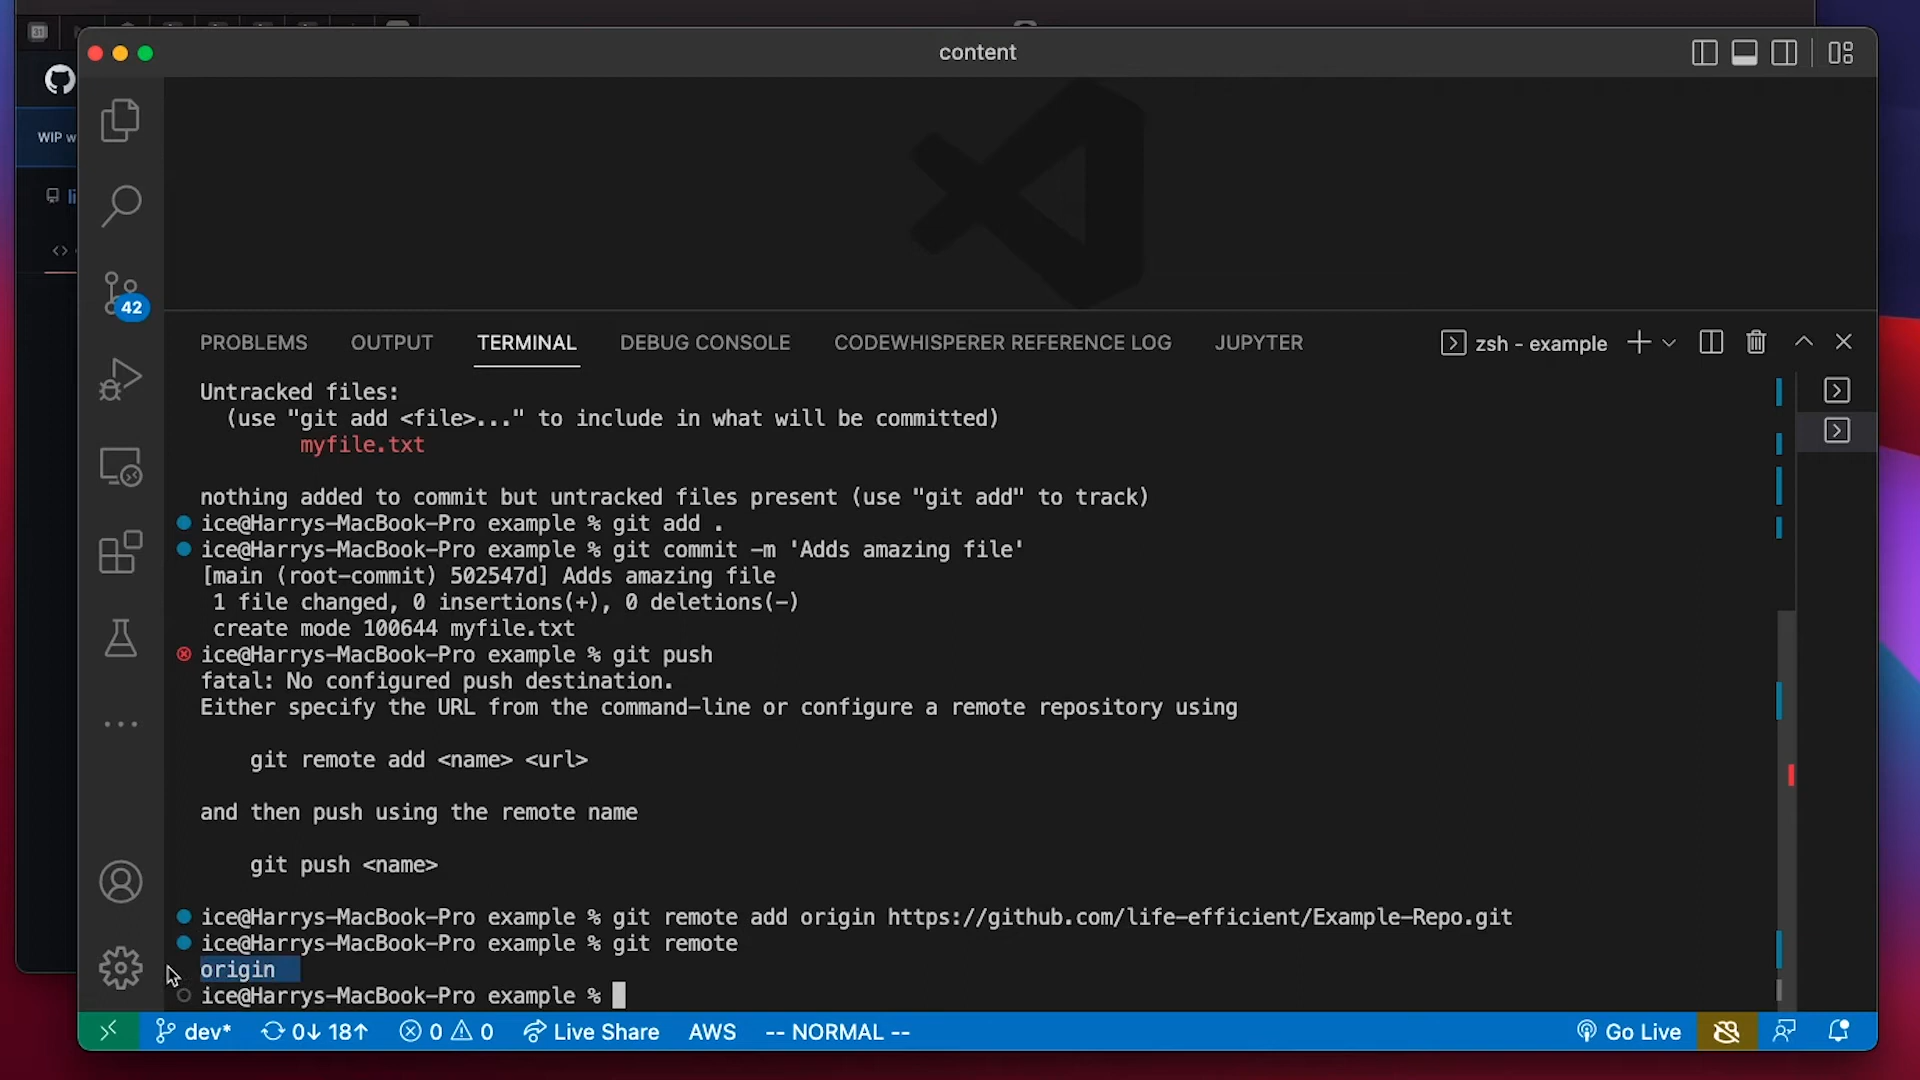 content
31
WIP w
li
<>
42
PROBLEMS OUTPUT TERMINAL DEBUG CONSOLE CODEWHISPERER REFERENCE LOG JUPYTER zsh - example
Untracked files:
(use "git add <file>..." to include in what will be committed)
myfile.txt
nothing added to commit but untracked files present (use "git add" to track)
ice@Harrys-MacBook-Pro example % git add .
ice@Harrys-MacBook-Pro example % git commit -m 'Adds amazing file'
[main (root-commit) 502547d] Adds amazing file
1 file changed, 0 insertions(+), 0 deletions(-)
create mode 100644 myfile.txt
ice@Harrys-MacBook-Pro example % git push
fatal: No configured push destination.
Either specify the URL from the command-line or configure a remote repository using
git remote add <name> <url>
and then push using the remote name
git push <name>
ice@Harrys-MacBook-Pro example % git remote add origin https://github.com/life-efficient/Example-Repo.git
ice@Harrys-MacBook-Pro example % git remote
origin
ice@Harrys-MacBook-Pro example %
dev* 0↓ 18↑ 0 0 Live Share AWS -- NORMAL -- Go Live